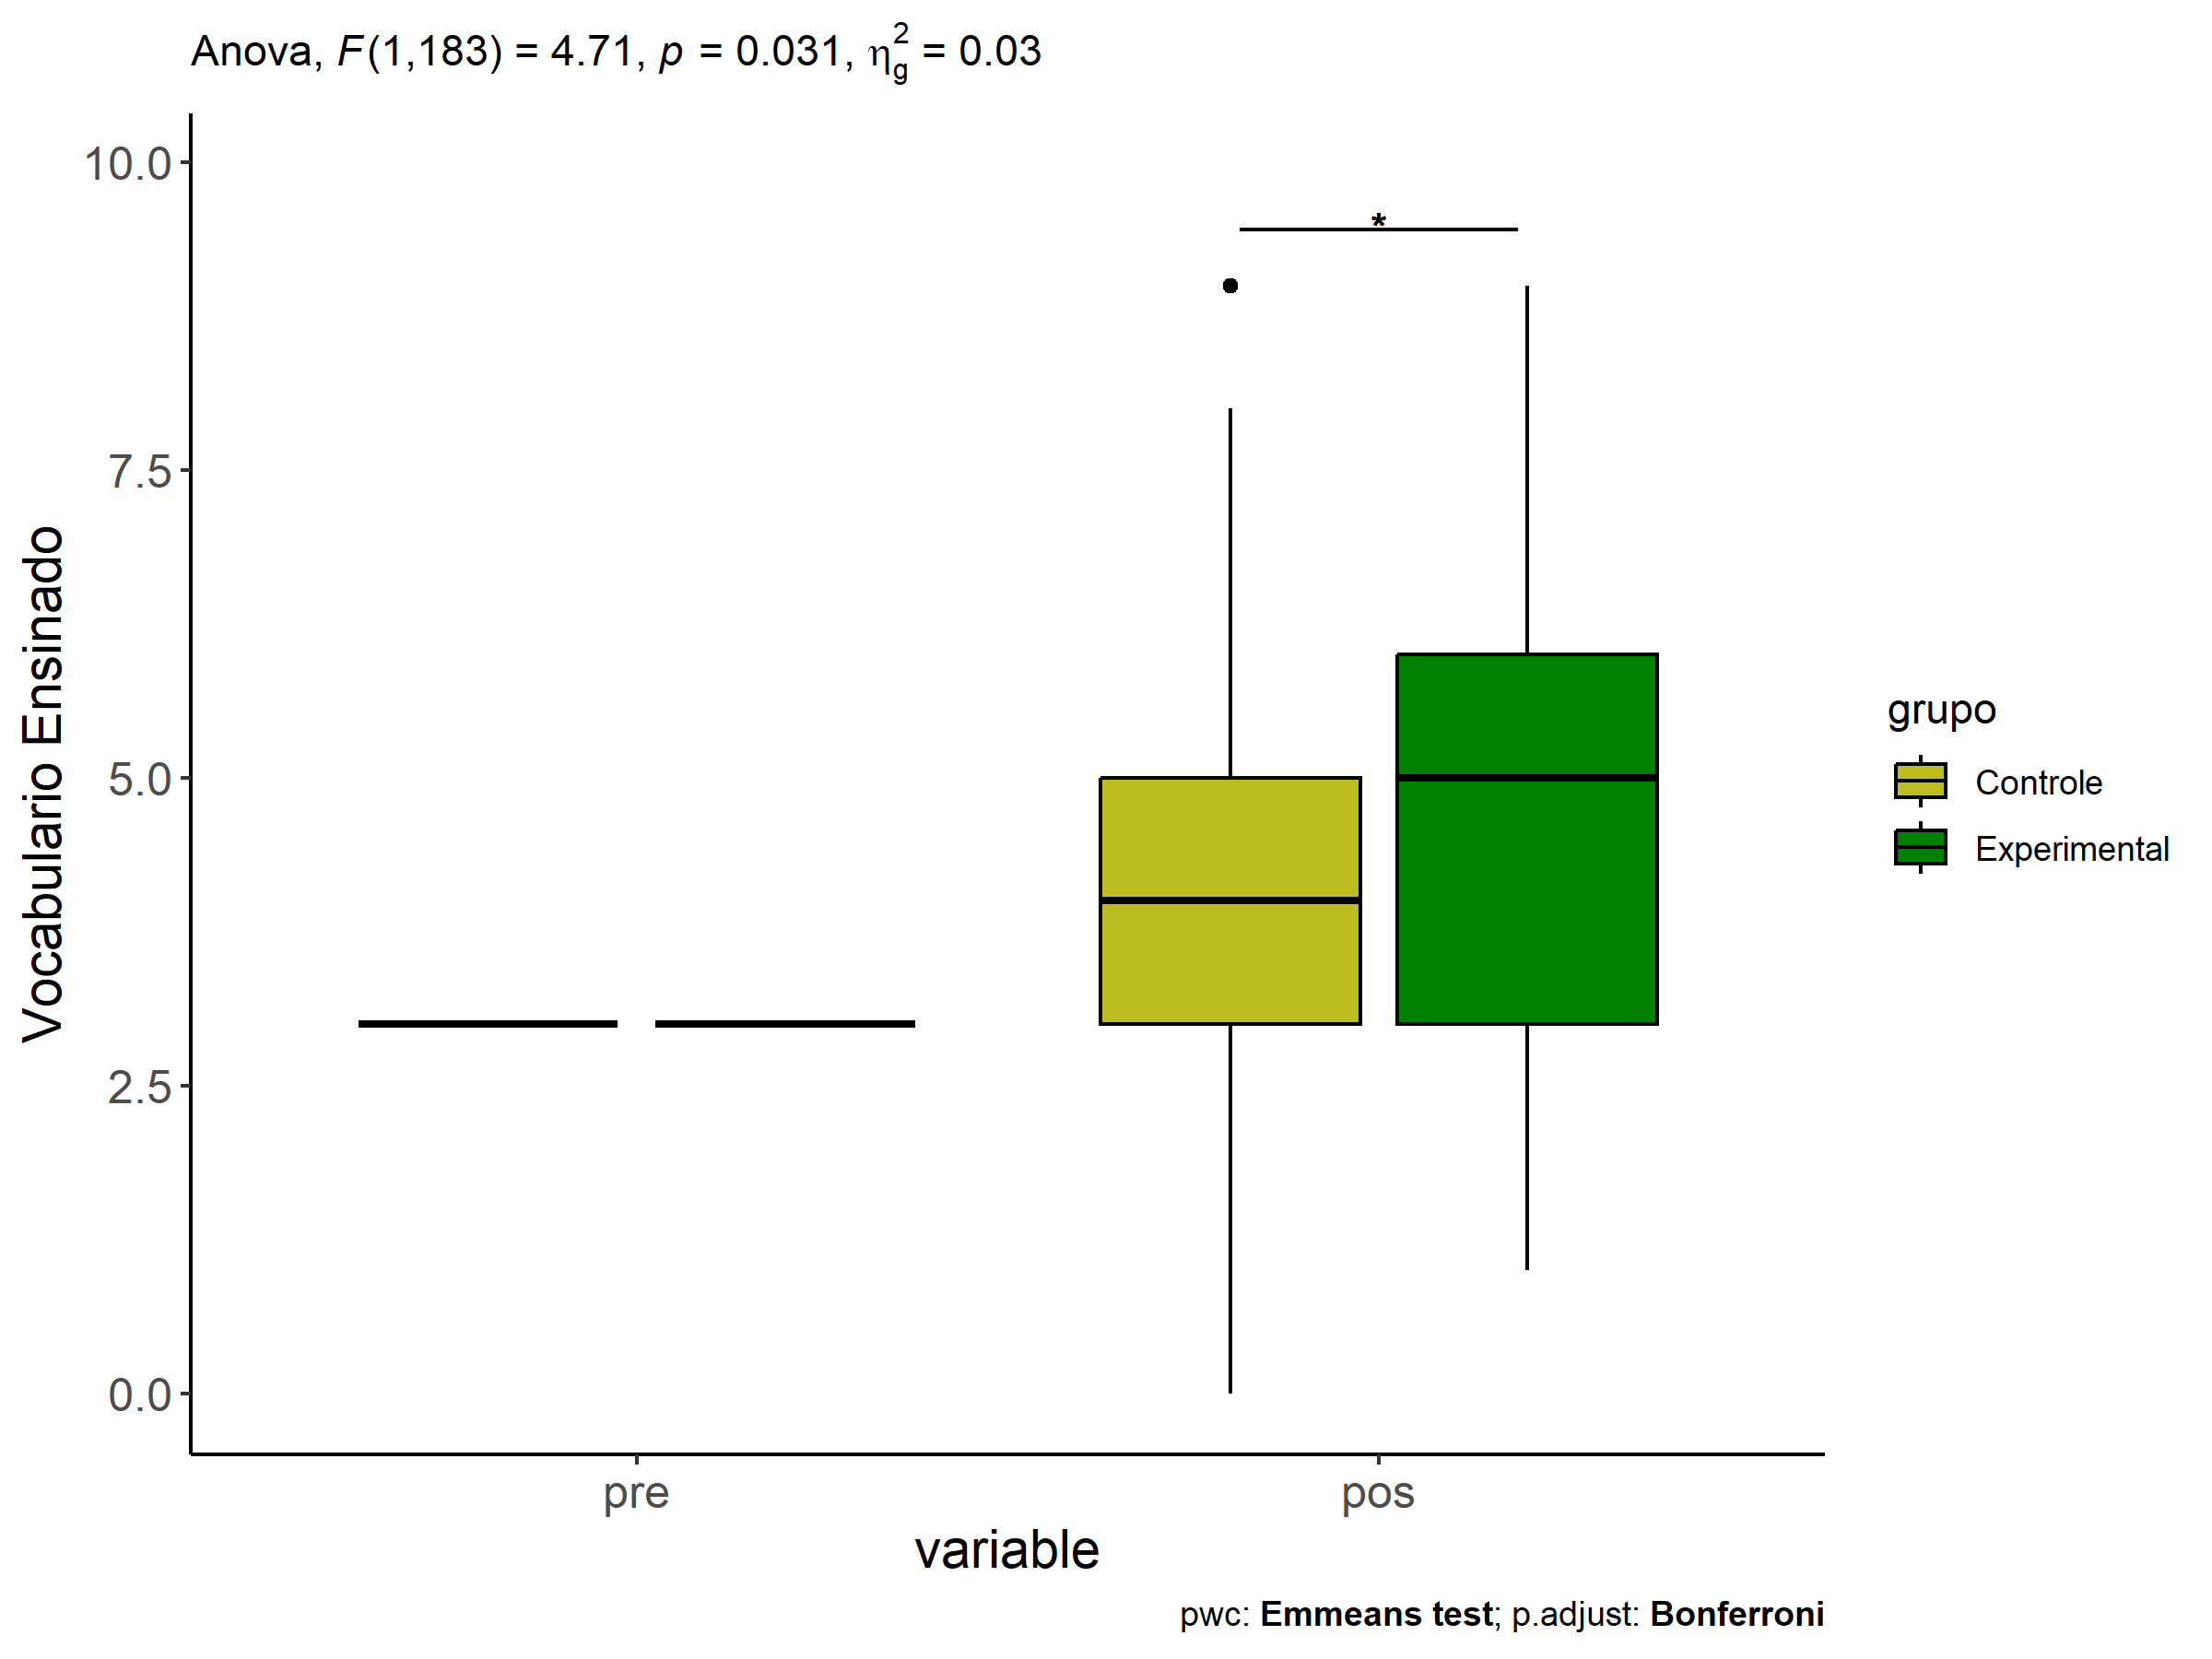 Anova, F(1,183) = 4.71, p = 0.031, η²g = 0.03
10.0
7.5
5.0
2.5
0.0
Vocabulario Ensinado
*
pre
pos
variable
grupo
Controle
Experimental
pwc: Emmeans test; p.adjust: Bonferroni